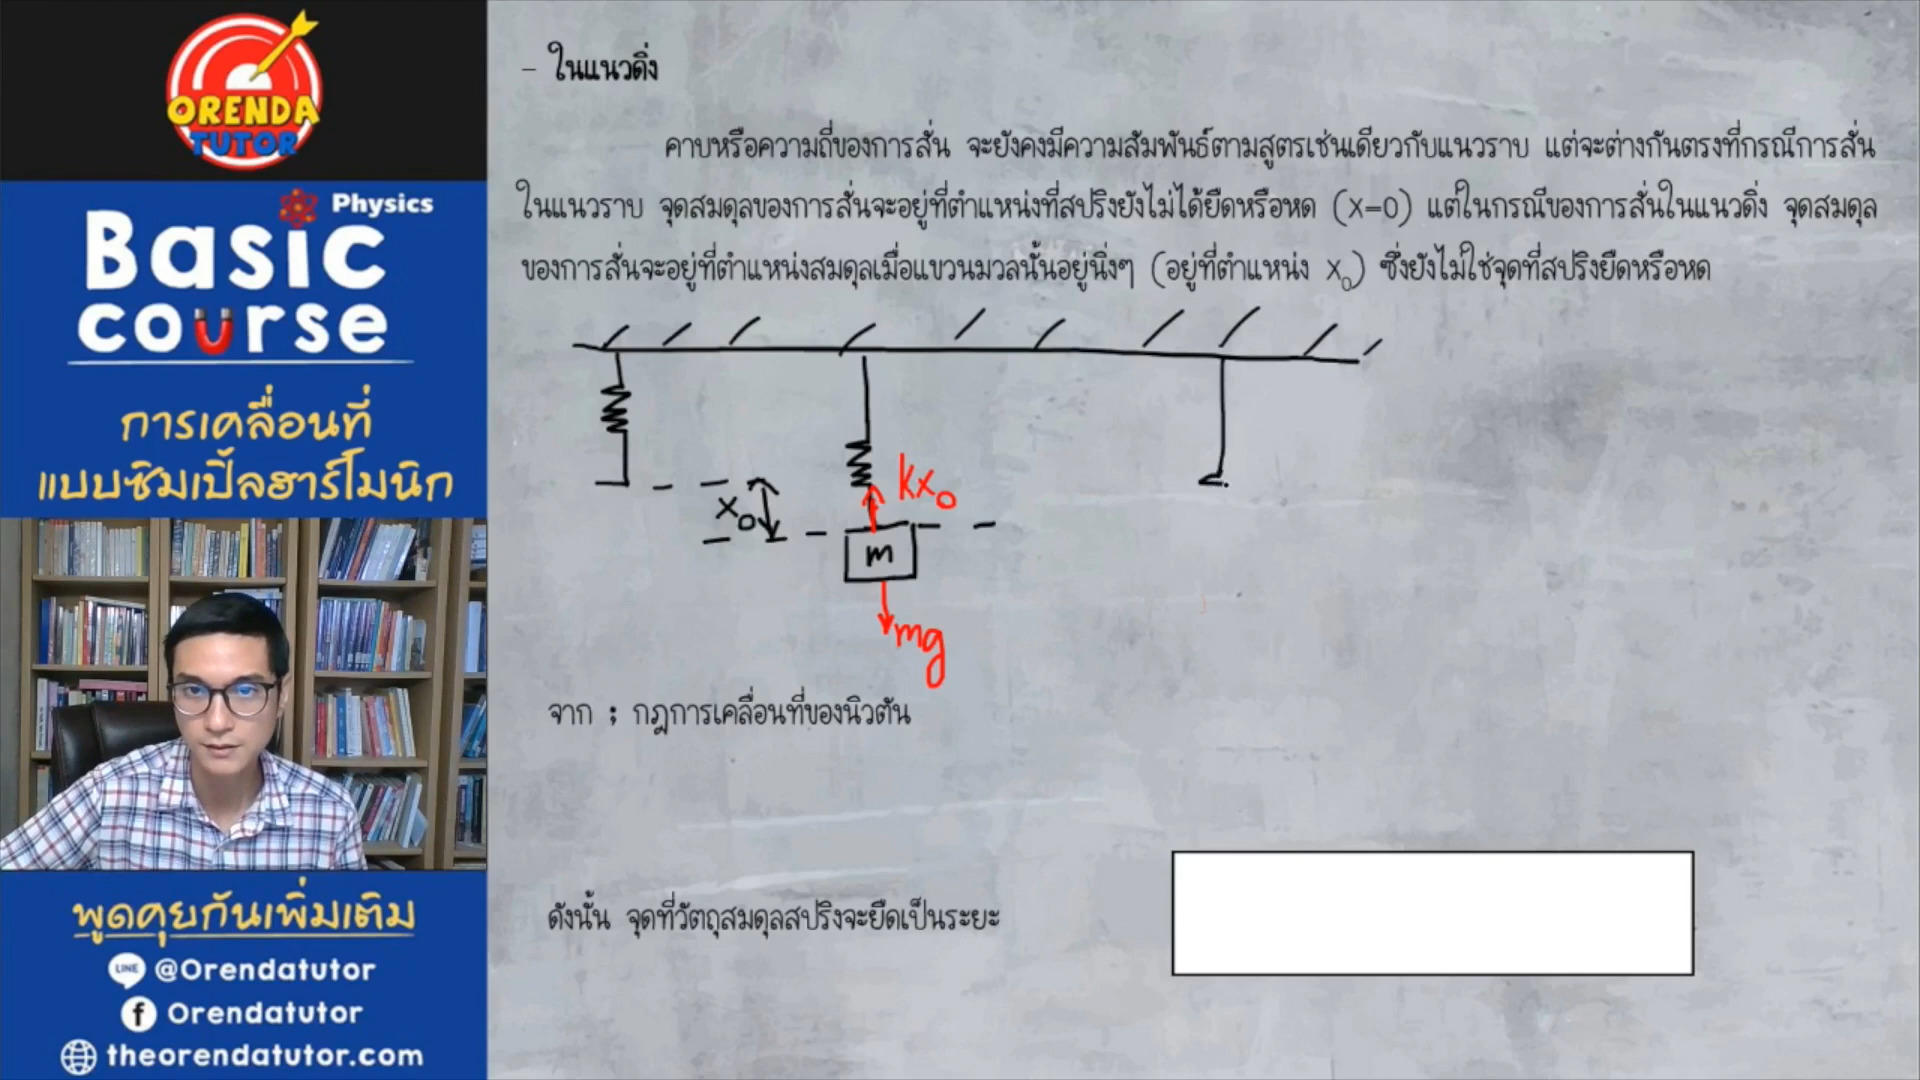 ORENDA
TUTOR
Physics
Basic
course
การเคลื่อนที่
แบบซิมเปิ้ลฮาร์โมนิก
พูดคุยกันเพิ่มเติม
LINE @Orendatutor
f Orendatutor
theorendatutor.com
- ในแนวดิ่ง
คาบหรือความถี่ของการสั่น จะยังคงมีความสัมพันธ์ตามสูตรเช่นเดียวกับแนวราบ แต่จะต่างกันตรงที่กรณีการสั่น
ในแนวราบ จุดสมดุลของการสั่นจะอยู่ที่ตำแหน่งที่สปริงยังไม่ได้ยืดหรือหด (x=0) แต่ในกรณีของการสั่นในแนวดิ่ง จุดสมดุล
ของการสั่นจะอยู่ที่ตำแหน่งสมดุลเมื่อแขวนมวลนั้นอยู่นิ่งๆ (อยู่ที่ตำแหน่ง x₀) ซึ่งยังไม่ใช่จุดที่สปริงยืดหรือหด
kx₀
x₀
m
mg
จาก ; กฎการเคลื่อนที่ของนิวตัน
ดังนั้น จุดที่วัตถุสมดุลสปริงจะยืดเป็นระยะ